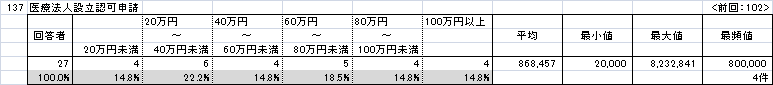 137 医療法人設立認可申請 <前回:102>
20万円 40万円 60万円 80万円 100万円以上
回答者 ～ ～ ～ ～ 平均 最小値 最大値 最頻値
20万円未満 40万円未満 60万円未満 80万円未満 100万円未満
27 4 6 4 5 4 4 868,457 20,000 8,232,841 800,000
100.0% 14.8% 22.2% 14.8% 18.5% 14.8% 14.8% 4件